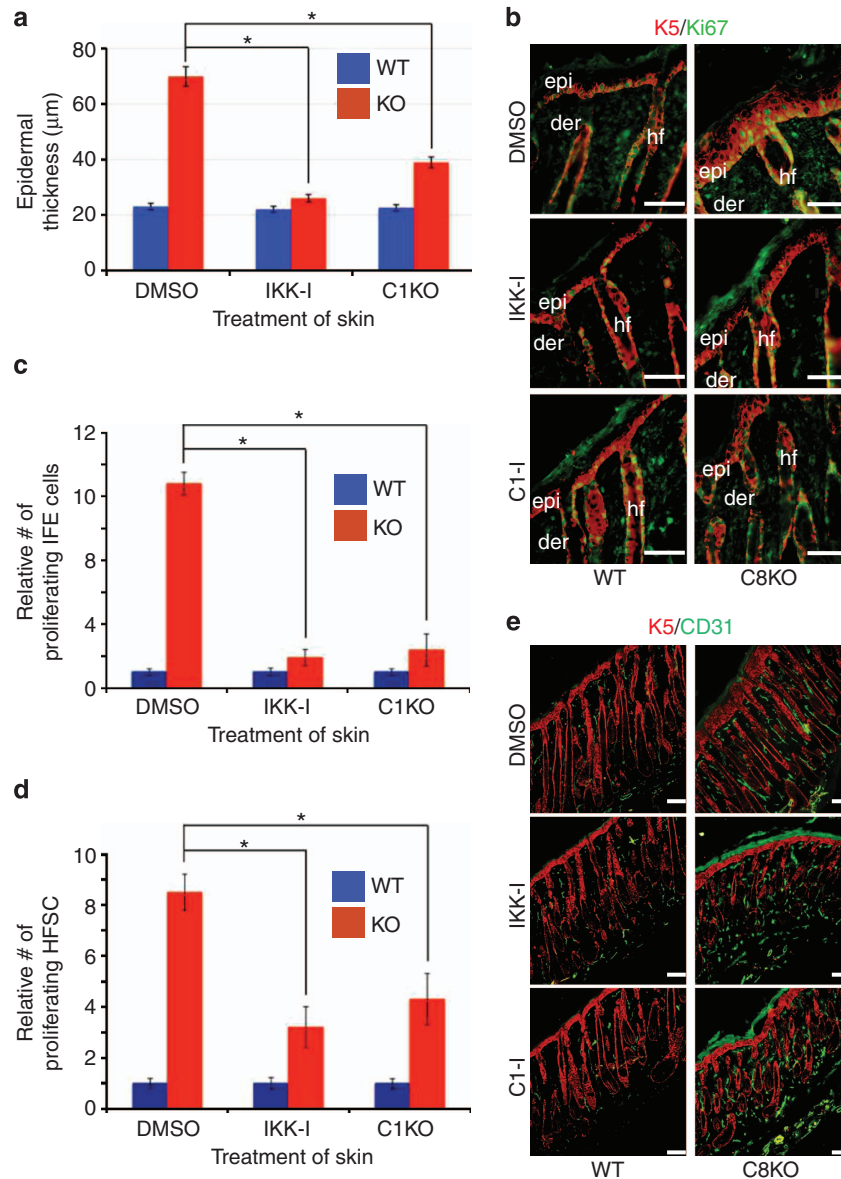 a
*
*
WT
KO
80
60
40
20
0
Epidermal
thickness (μm)
DMSO
IKK-I
C1KO
Treatment of skin
b
K5/Ki67
DMSO
epi
der
hf
epi
hf
der
IKK-I
epi
hf
der
epi
hf
der
C1-I
epi
hf
der
epi
hf
der
WT
C8KO
c
*
*
WT
KO
12
10
8
6
4
2
0
Relative # of
proliferating IFE cells
DMSO
IKK-I
C1KO
Treatment of skin
d
*
*
WT
KO
10
8
6
4
2
0
Relative # of
proliferating HFSC
DMSO
IKK-I
C1KO
Treatment of skin
e
K5/CD31
DMSO
IKK-I
C1-I
WT
C8KO